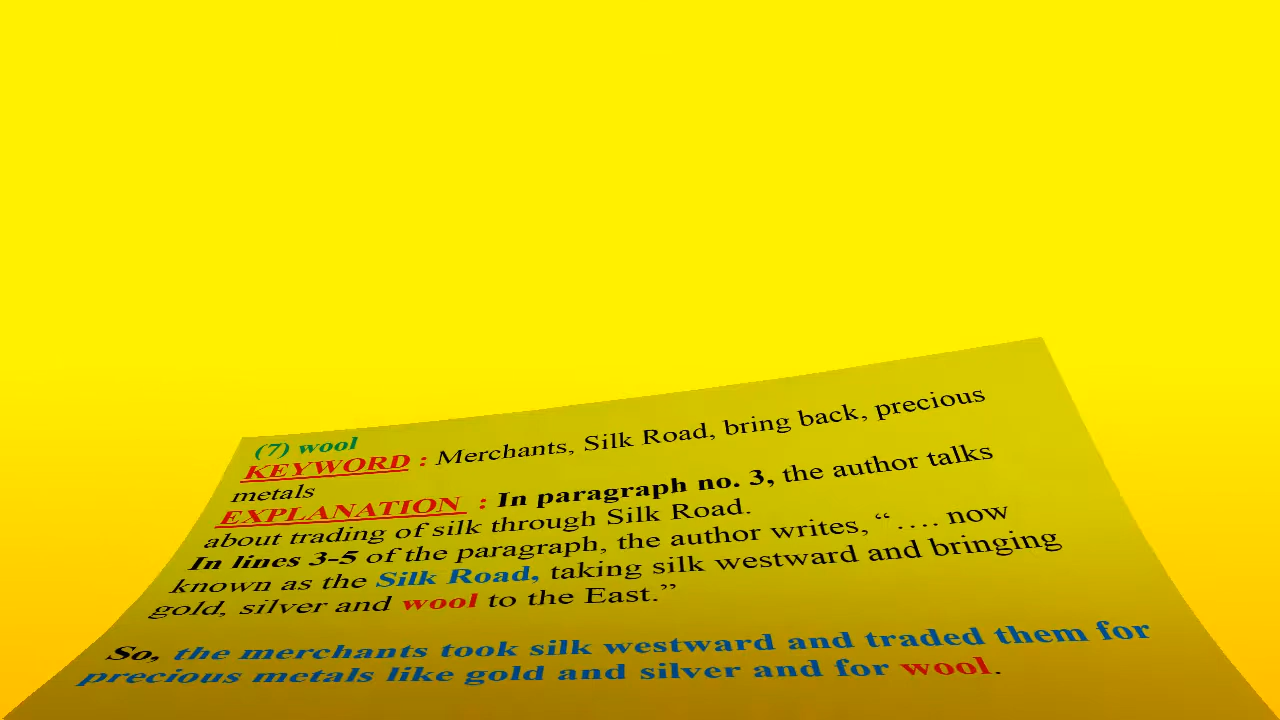 (7) wool
KEYWORD : Merchants, Silk Road, bring back, precious
metals
EXPLANATION : In paragraph no. 3, the author talks
about trading of silk through Silk Road.
In lines 3-5 of the paragraph, the author writes, “…. now
known as the Silk Road, taking silk westward and bringing
gold, silver and wool to the East.”
So, the merchants took silk westward and traded them for
precious metals like gold and silver and for wool.